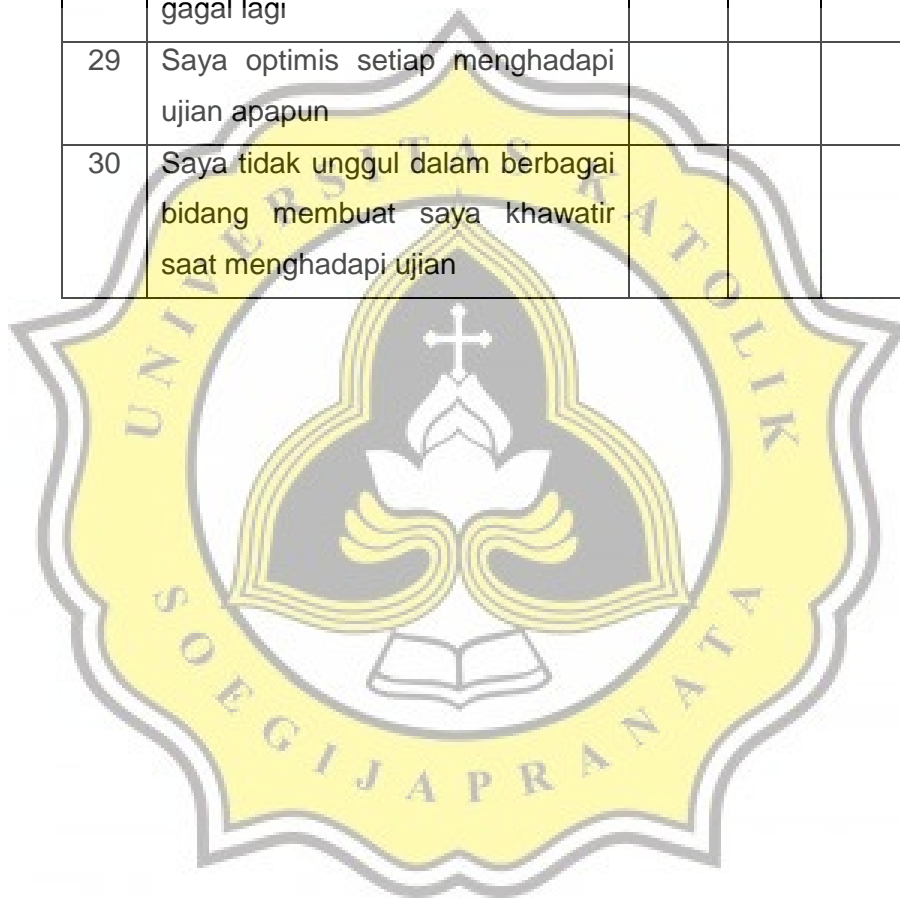 gagal lagi
29 Saya optimis setiap menghadapi
ujian apapun
30 Saya tidak unggul dalam berbagai
bidang membuat saya khawatir
saat menghadapi ujian
UNIVERSITAS KATOLIK
SOEGIJAPRANATA